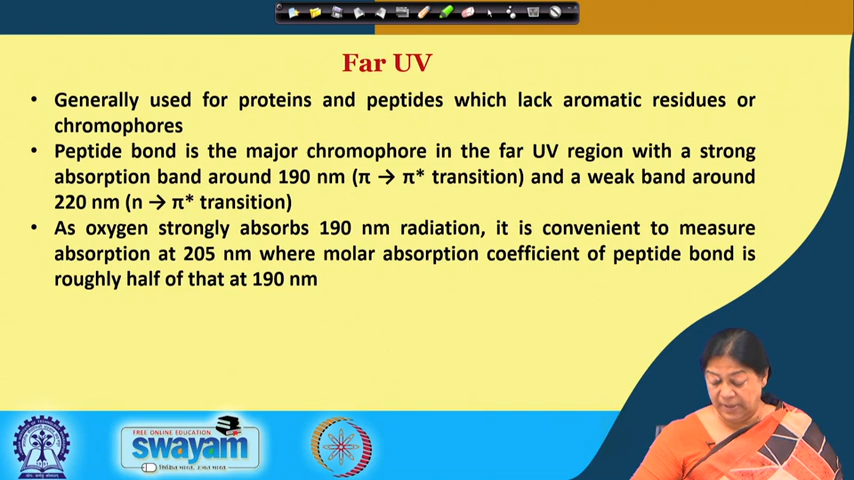 Far UV
• Generally used for proteins and peptides which lack aromatic residues or
chromophores
• Peptide bond is the major chromophore in the far UV region with a strong
absorption band around 190 nm (π → π* transition) and a weak band around
220 nm (n → π* transition)
• As oxygen strongly absorbs 190 nm radiation, it is convenient to measure
absorption at 205 nm where molar absorption coefficient of peptide bond is
roughly half of that at 190 nm
FREE ONLINE EDUCATION
swayam